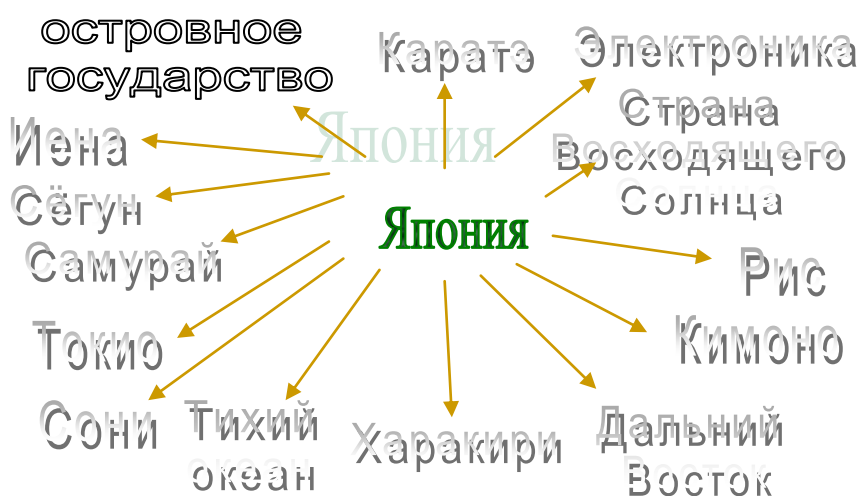 островное
государство
Каратэ
Электроника
Страна
Восходящего
Солнца
Япония
Иена
Сёгун
Самурай
Япония
Рис
Токио
Кимоно
Сони
Тихий
океан
Харакири
Дальний
Восток